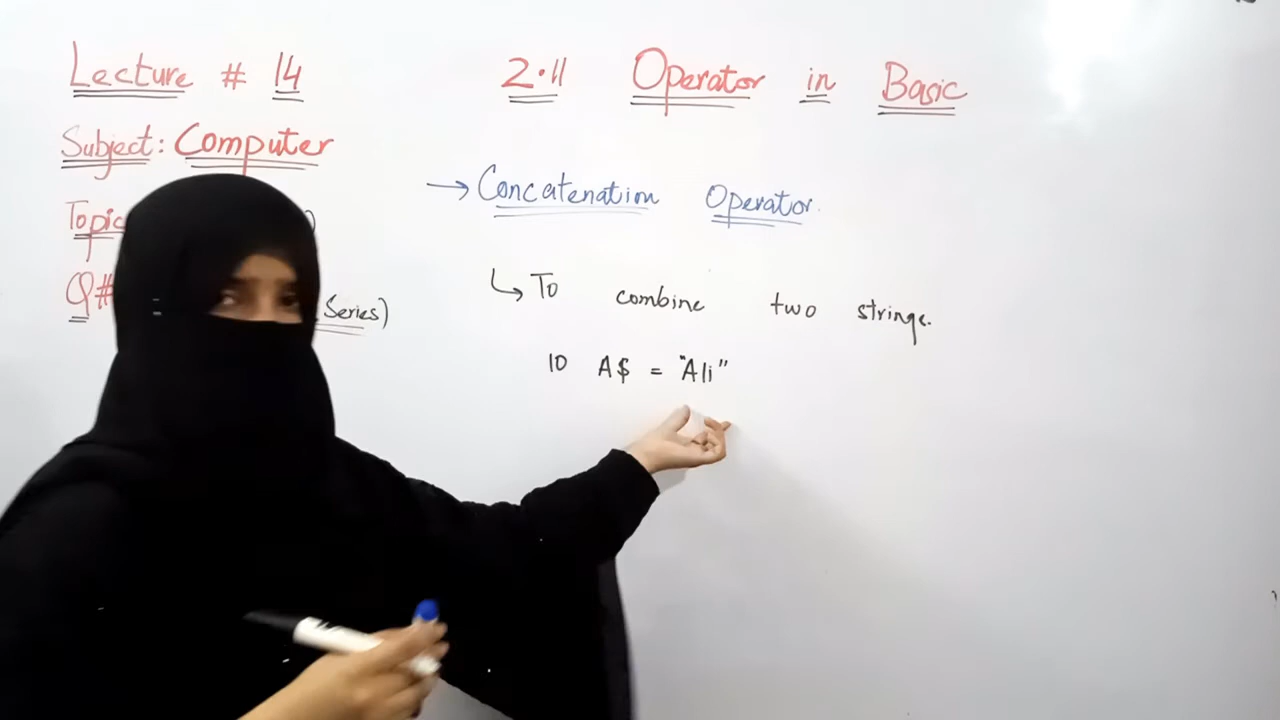 Lecture # 14
Subject: Computer
Topic
Q#
Series)
2.11 Operator in Basic
→ Concatenation Operator.
↳ To combine two strings.
10 A$ = "Ali"